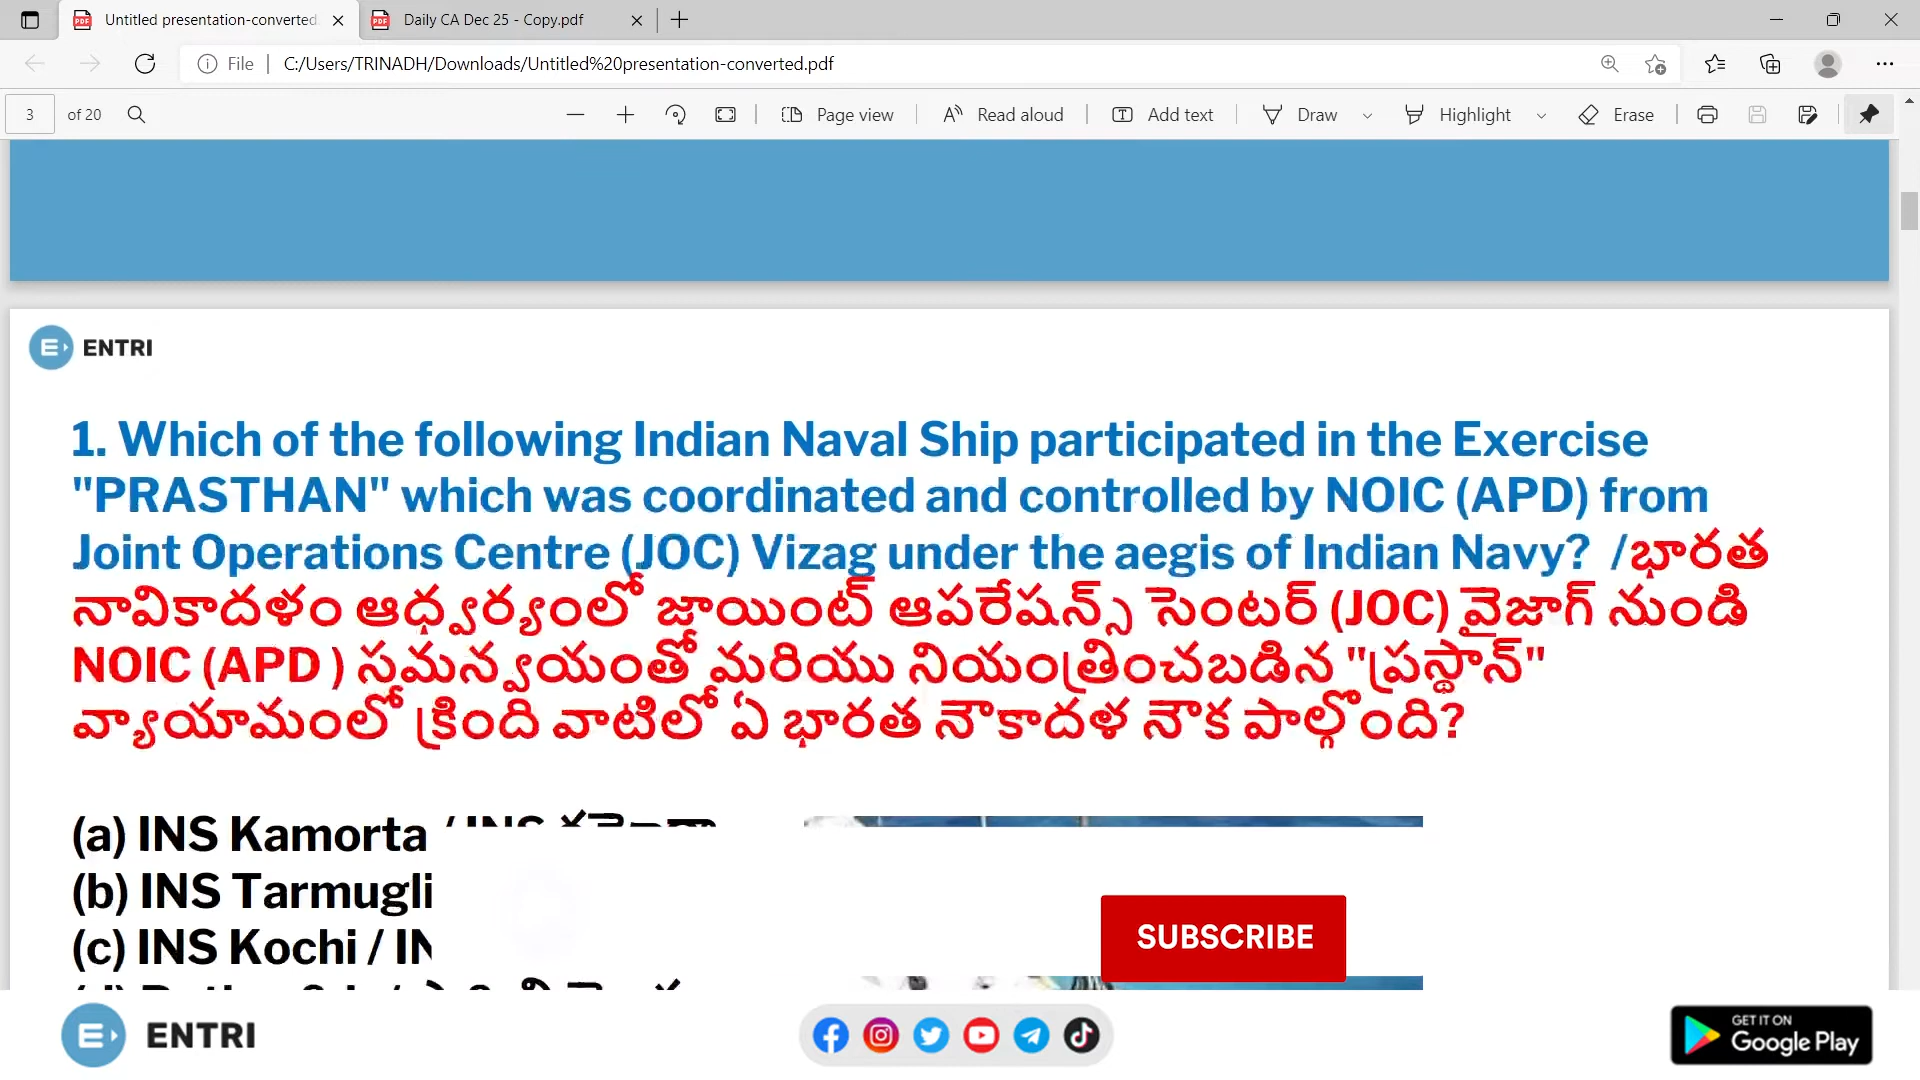 Untitled presentation-converted
Daily CA Dec 25 - Copy.pdf
File
C:/Users/TRINADH/Downloads/Untitled%20presentation-converted.pdf
3 of 20
Page view
Read aloud
Add text
Draw
Highlight
Erase
ENTRI
1. Which of the following Indian Naval Ship participated in the Exercise
"PRASTHAN" which was coordinated and controlled by NOIC (APD) from
Joint Operations Centre (JOC) Vizag under the aegis of Indian Navy? /భారత
నావికాదళం ఆధ్వర్యంలో జాయింట్ ఆపరేషన్స్ సెంటర్ (JOC) వైజాగ్ నుండి
NOIC (APD ) సమన్వయంతో మరియు నియంత్రించబడిన "ప్రస్థాన్"
వ్యాయామంలో క్రింది వాటిలో ఏ భారత నౌకాదళ నౌక పాల్గొంది?
(a) INS Kamorta / INS
(b) INS Tarmugli
(c) INS Kochi /
SUBSCRIBE
ENTRI
GET IT ON
Google Play